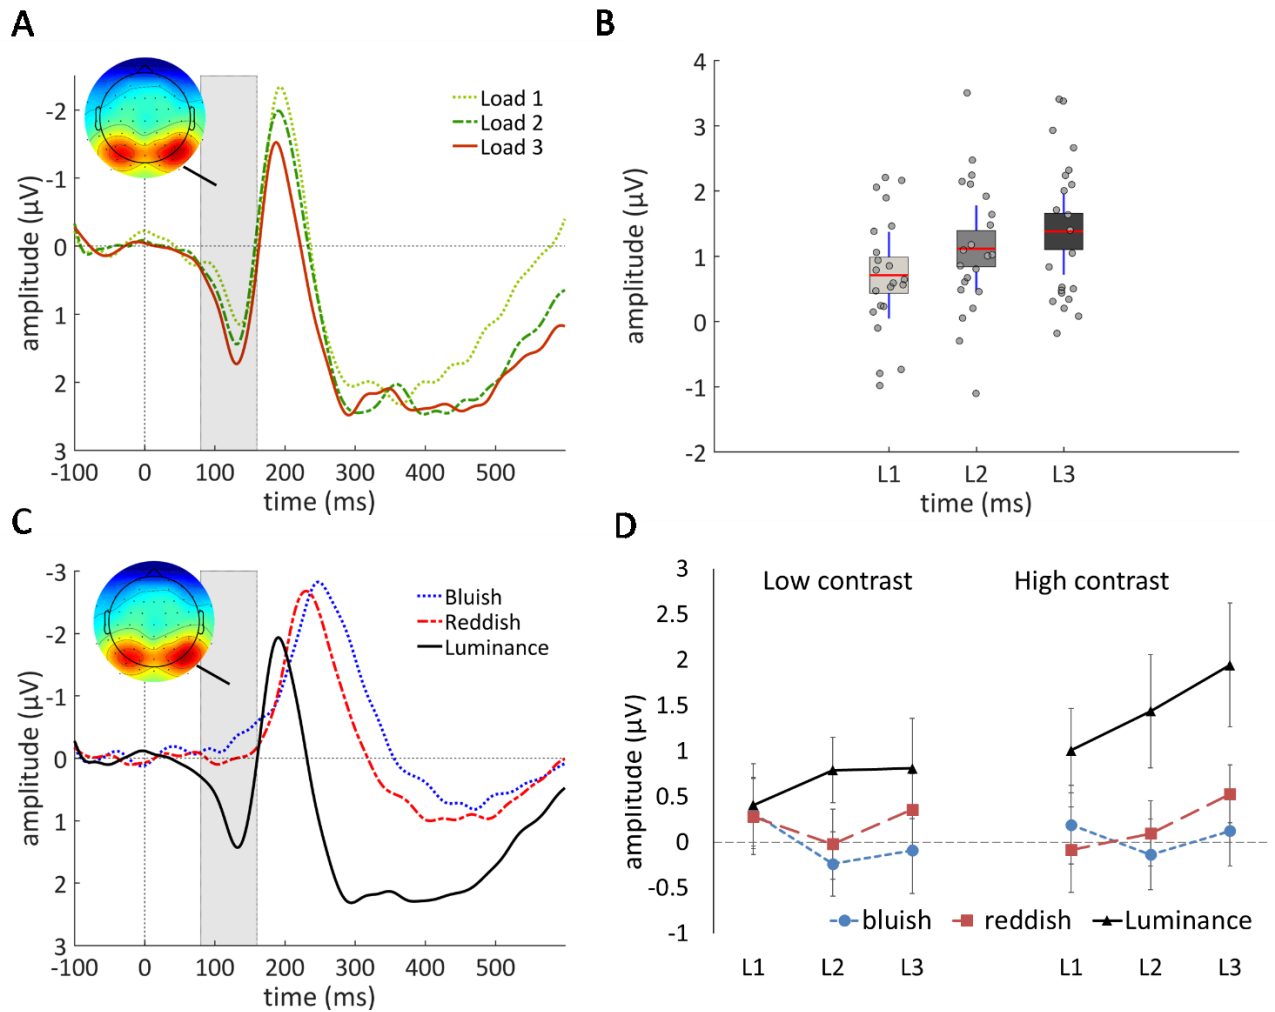 A
-2
-1
0
1
2
3
amplitude (µV)
-100 0 100 200 300 400 500
time (ms)
Load 1
Load 2
Load 3
B
4
3
2
1
0
-1
-2
amplitude (µV)
L1 L2 L3
time (ms)
C
-3
-2
-1
0
1
2
3
amplitude (µV)
-100 0 100 200 300 400 500
time (ms)
Bluish
Reddish
Luminance
D
Low contrast High contrast
3
2.5
2
1.5
1
0.5
0
-0.5
-1
amplitude (µV)
bluish reddish Luminance
L1 L2 L3 L1 L2 L3